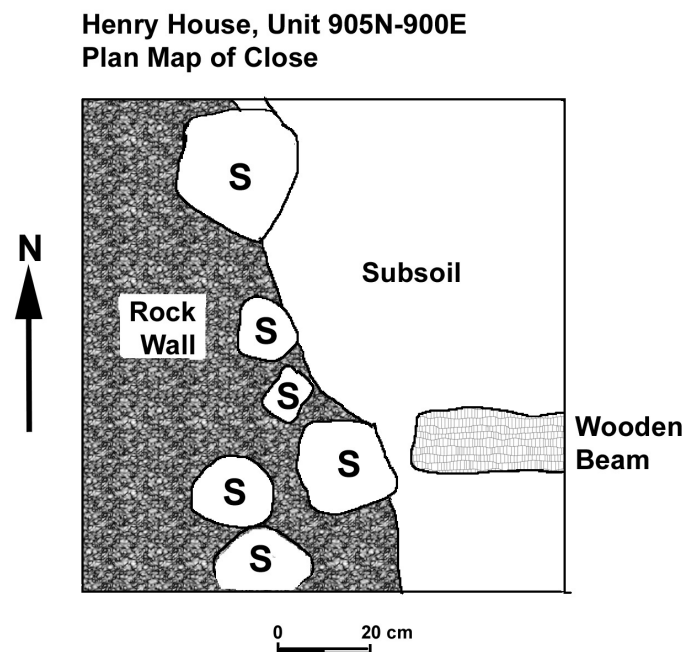 Henry House, Unit 905N-900E
Plan Map of Close
S
N
Subsoil
Rock
Wall
S
S
Wooden
Beam
S
S
S
0 20 cm